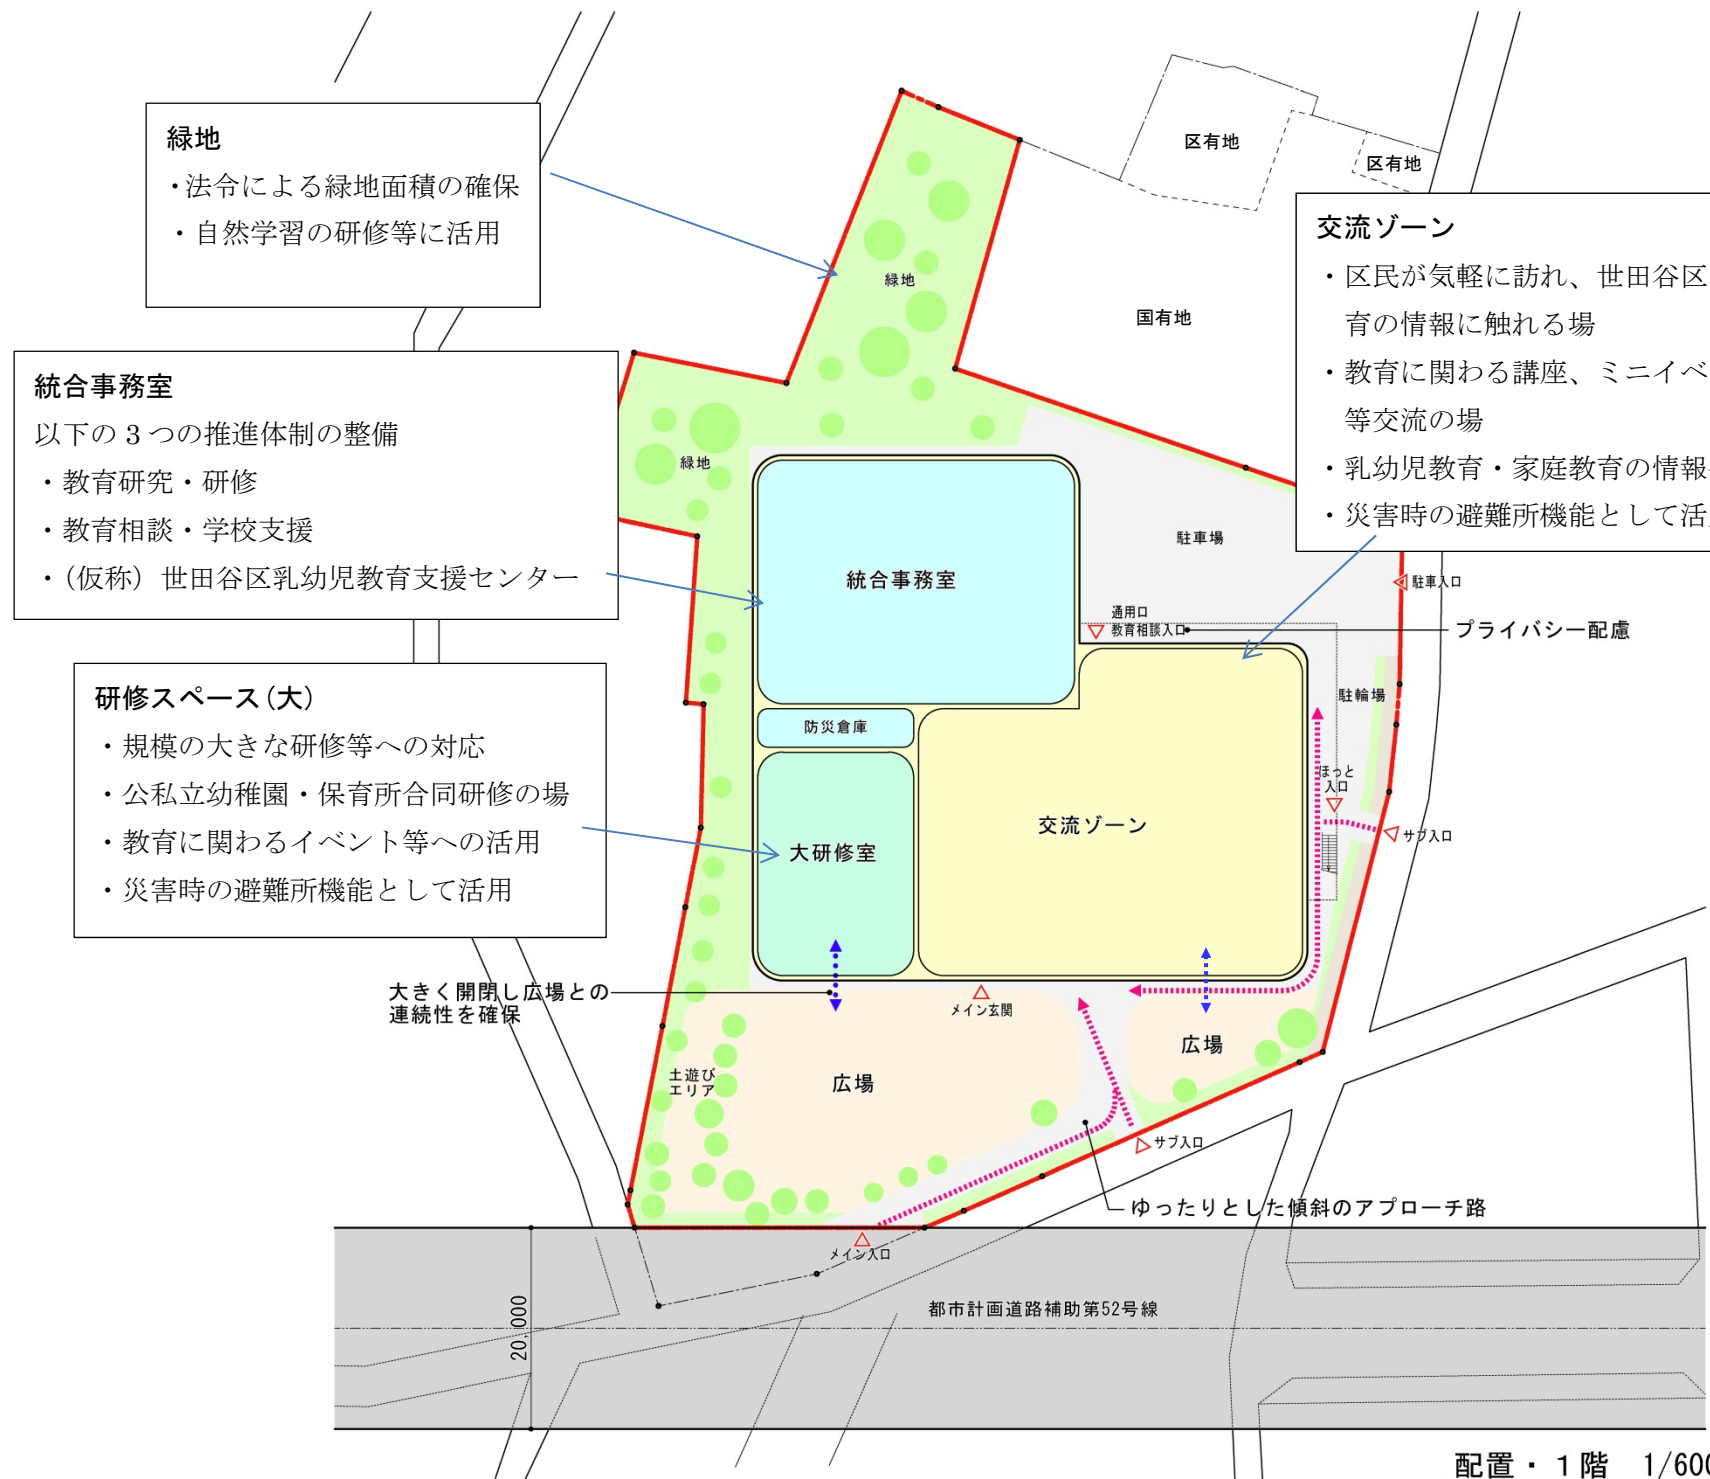 緑地
・法令による緑地面積の確保
・自然学習の研修等に活用
統合事務室
以下の3つの推進体制の整備
・教育研究・研修
・教育相談・学校支援
・(仮称) 世田谷区乳幼児教育支援センター
研修スペース(大)
・規模の大きな研修等への対応
・公私立幼稚園・保育所合同研修の場
・教育に関わるイベント等への活用
・災害時の避難所機能として活用
交流ゾーン
・区民が気軽に訪れ、世田谷区
育の情報に触れる場
・教育に関わる講座、ミニイベ
等交流の場
・乳幼児教育・家庭教育の情報
・災害時の避難所機能として活
区有地
区有地
国有地
緑地
緑地
駐車場
駐車入口
統合事務室
通用口
教育相談入口
プライバシー配慮
駐輪場
防災倉庫
ほっと
入口
サブ入口
大研修室
交流ゾーン
大きく開閉し広場との
連続性を確保
メイン玄関
広場
広場
土遊び
エリア
サブ入口
ゆったりとした傾斜のアプローチ路
メイン入口
都市計画道路補助第52号線
20.000
配置・1階 1/600